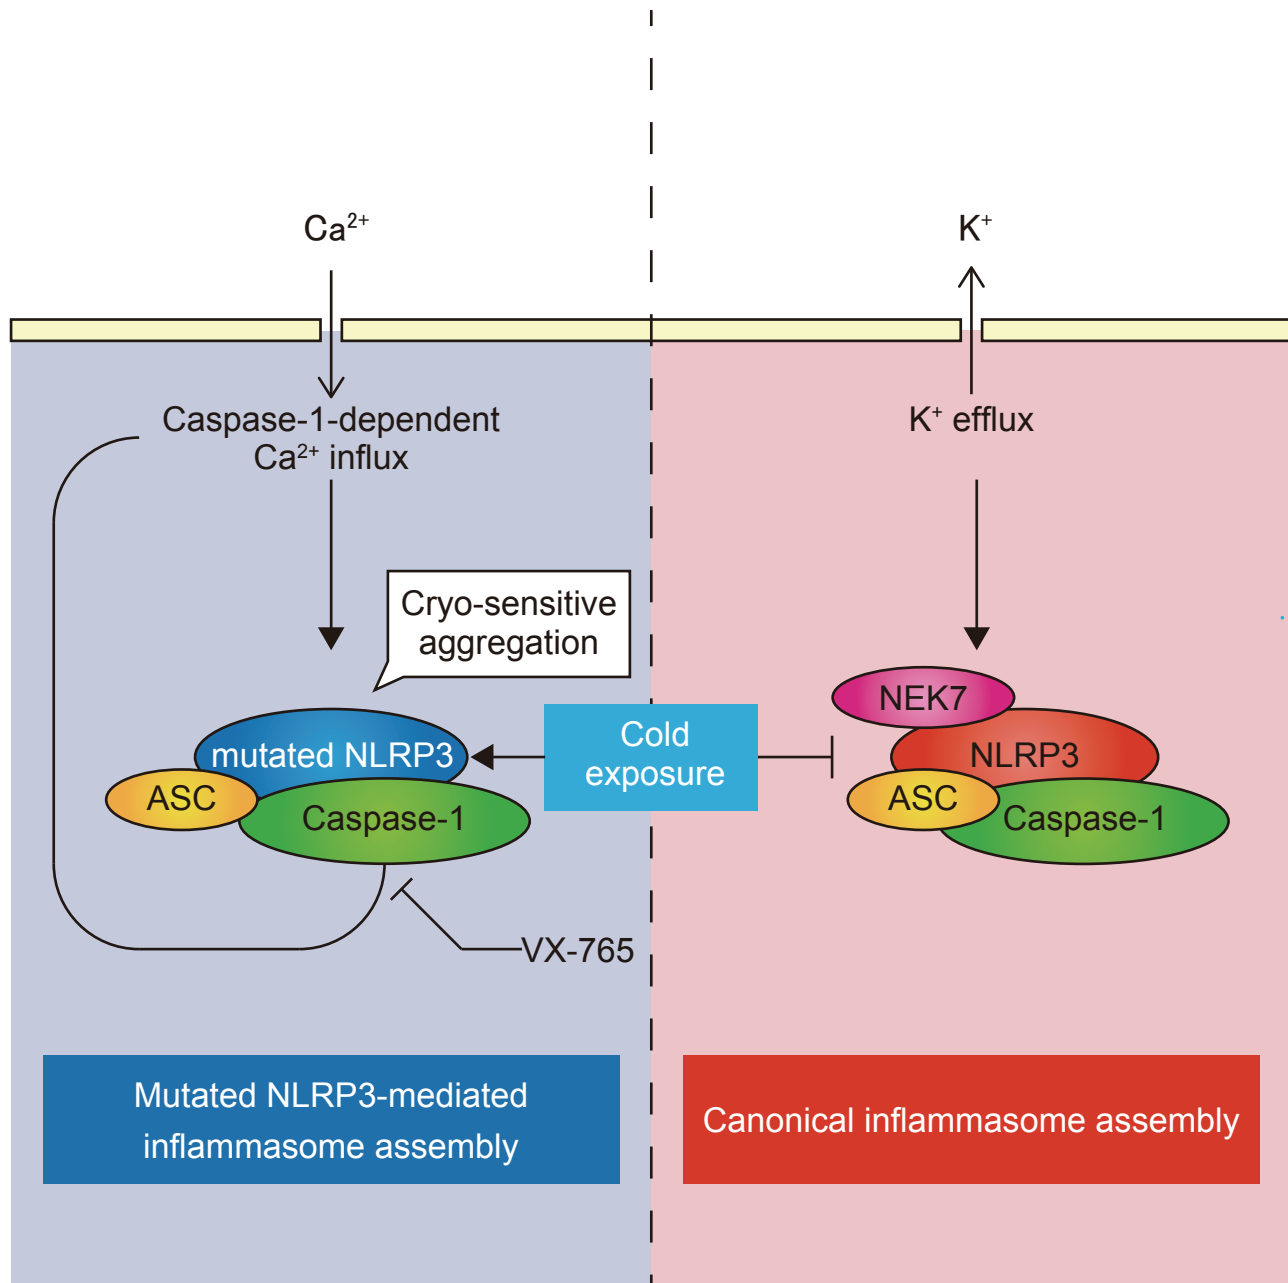 Ca²⁺
Caspase-1-dependent
Ca²⁺ influx
Cryo-sensitive
aggregation
mutated NLRP3
ASC
Caspase-1
VX-765
Mutated NLRP3-mediated
inflammasome assembly
Cold
exposure
K⁺
K⁺ efflux
NEK7
NLRP3
ASC
Caspase-1
Canonical inflammasome assembly